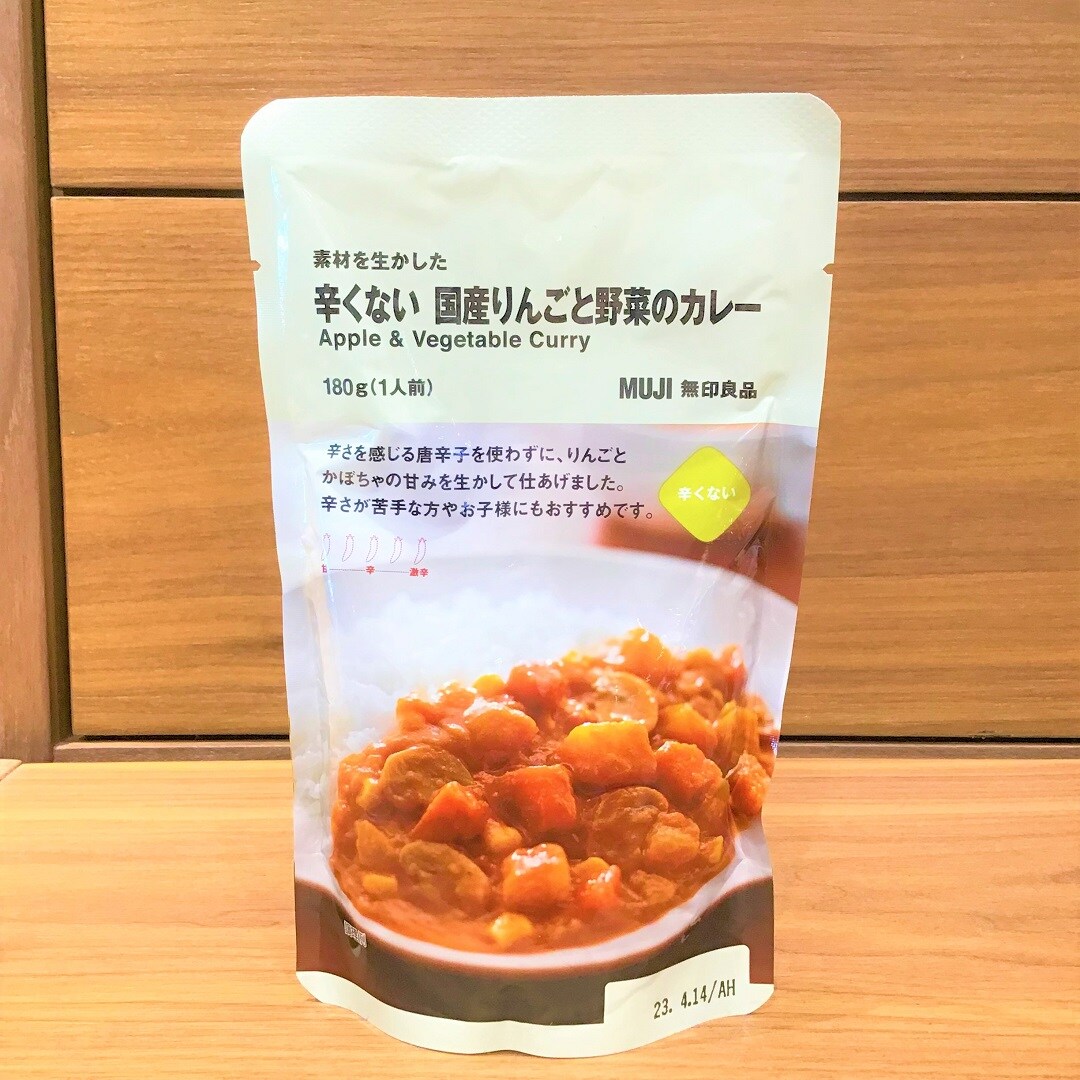 素材を生かした
辛くない 国産りんごと野菜のカレー
Apple & Vegetable Curry
180g(1人前)
MUJI 無印良品
辛さを感じる唐辛子を使わずに、りんごと
かぼちゃの甘みを生かして仕あげました。
辛さが苦手な方やお子様にもおすすめです。
辛くない
辛 激辛
23. 4.14/AH